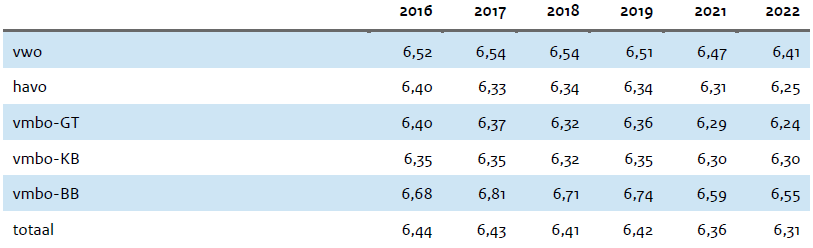 2016 2017 2018 2019 2021 2022
vwo 6,52 6,54 6,54 6,51 6,47 6,41
havo 6,40 6,33 6,34 6,34 6,31 6,25
vmbo-GT 6,40 6,37 6,32 6,36 6,29 6,24
vmbo-KB 6,35 6,35 6,32 6,35 6,30 6,30
vmbo-BB 6,68 6,81 6,71 6,74 6,59 6,55
totaal 6,44 6,43 6,41 6,42 6,36 6,31